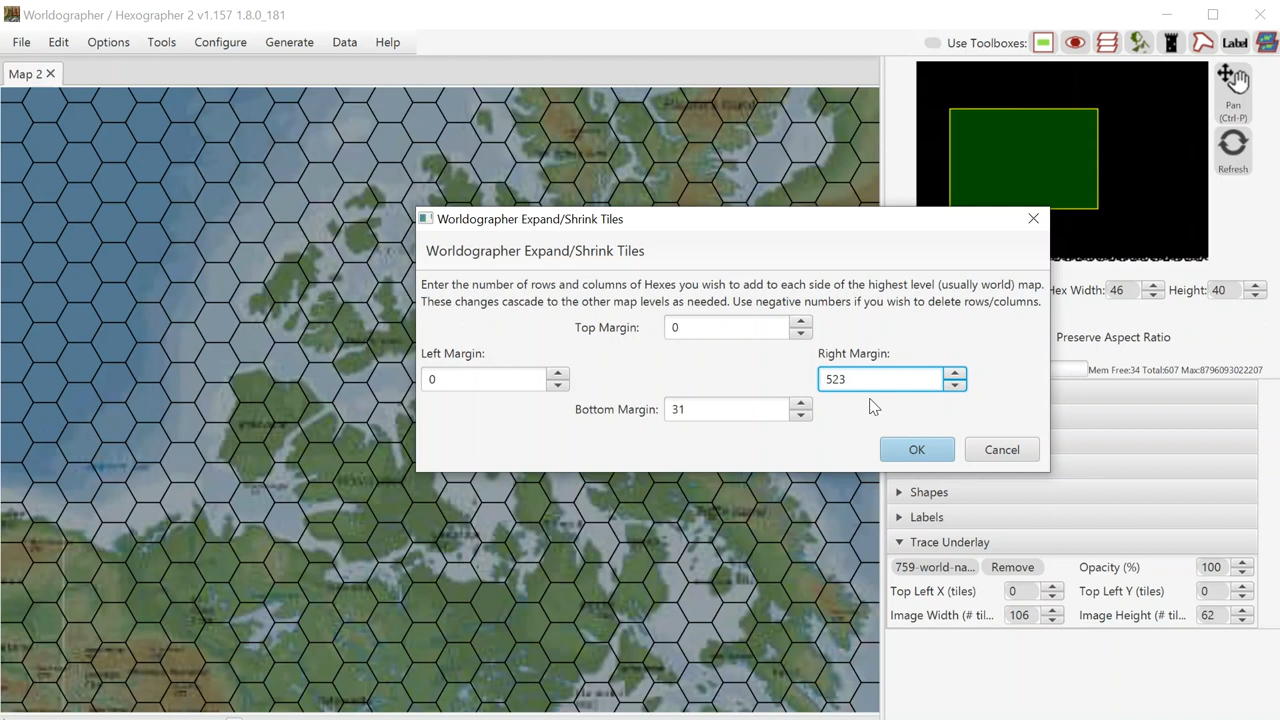 Worldographer / Hexographer 2 v1.157 1.8.0_181
File Edit Options Tools Configure Generate Data Help
Use Toolboxes: Label
Map 2
Pan
(Ctrl-P)
Refresh
Worldographer Expand/Shrink Tiles
Worldographer Expand/Shrink Tiles
Enter the number of rows and columns of Hexes you wish to add to each side of the highest level (usually world) map.
These changes cascade to the other map levels as needed. Use negative numbers if you wish to delete rows/columns.
Top Margin: 0
Left Margin: Right Margin:
0 523
Bottom Margin: 31
OK Cancel
Hex Width: 46 Height: 40
Preserve Aspect Ratio
Mem Free:34 Total:607 Max:8796093022207
Shapes
Labels
Trace Underlay
759-world-na... Remove Opacity (%) 100
Top Left X (tiles) 0 Top Left Y (tiles) 0
Image Width (# til... 106 Image Height (# til... 62